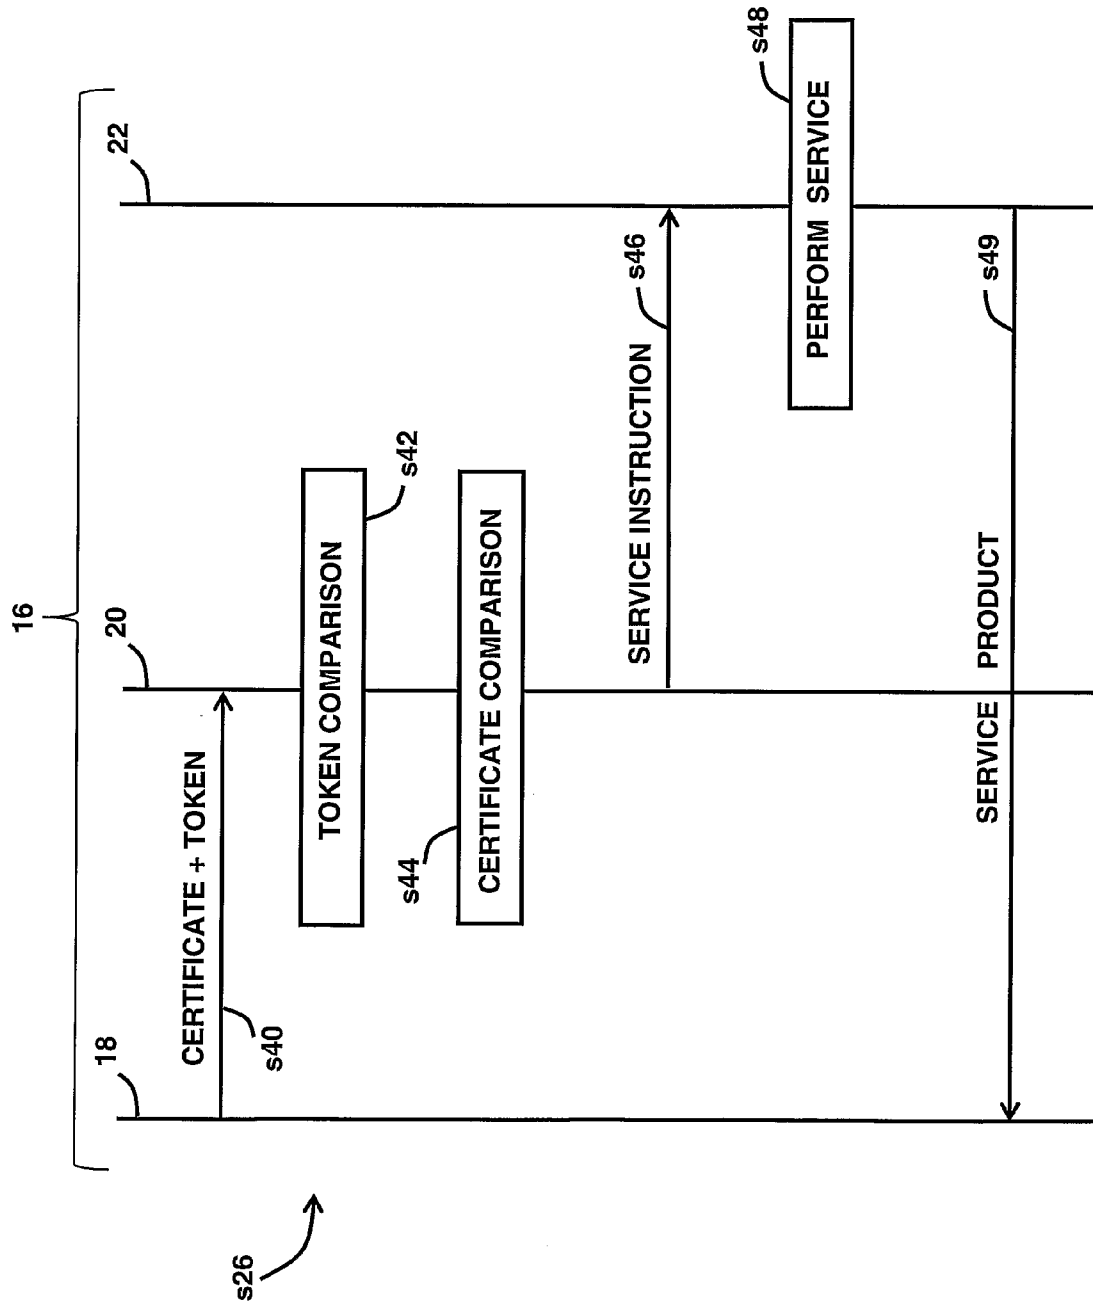 16
18
20
22
CERTIFICATE + TOKEN
s40
TOKEN COMPARISON
s42
s44
CERTIFICATE COMPARISON
SERVICE INSTRUCTION
s46
s48
PERFORM SERVICE
SERVICE PRODUCT
s49
s26